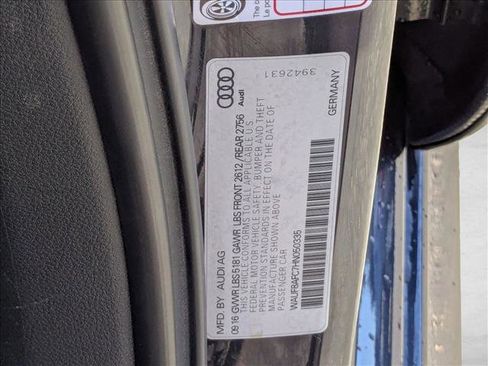 3942631
Audi
GERMANY
MFD. BY AUDI AG
09 16 GVWR LBS 5181 GAWR LBS FRONT 2612 / REAR 2756
THIS VEHICLE CONFORMS TO ALL APPLICABLE U.S.
FEDERAL MOTOR VEHICLE SAFETY, BUMPER AND THEFT
PREVENTION STANDARDS IN EFFECT ON THE DATE OF
MANUFACTURE SHOWN ABOVE
PASSENGER CAR
WAUFGAFC7HN050335